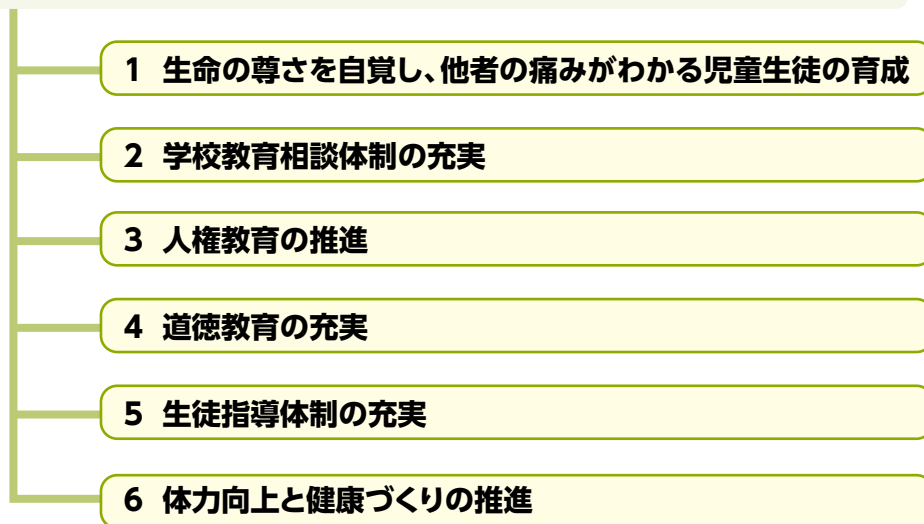 1 生命の尊さを自覚し、他者の痛みがわかる児童生徒の育成
2 学校教育相談体制の充実
3 人権教育の推進
4 道徳教育の充実
5 生徒指導体制の充実
6 体力向上と健康づくりの推進